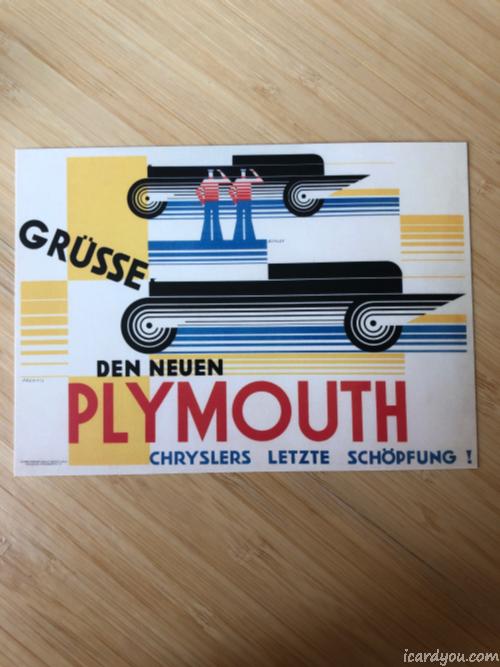 GRÜSSE
DEN NEUEN
PLYMOUTH
CHRYSLERS LETZTE SCHÖPFUNG !
icardyou.com